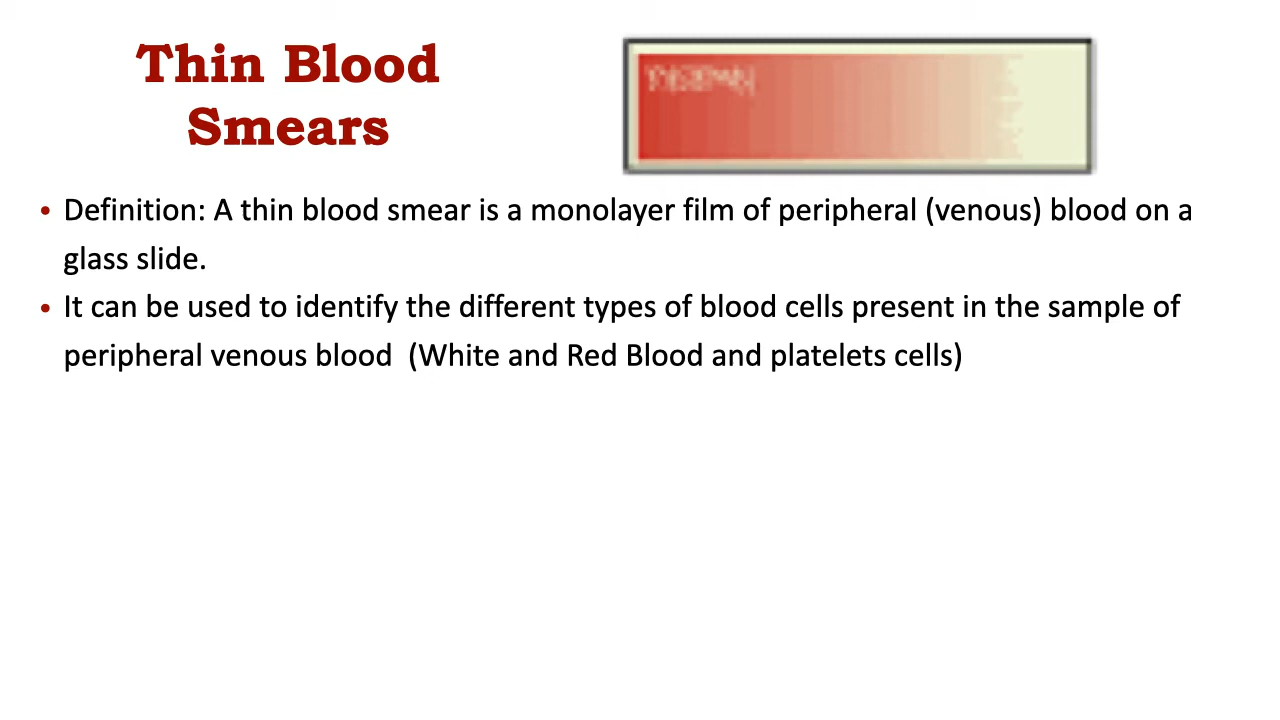 Thin Blood
Smears
• Definition: A thin blood smear is a monolayer film of peripheral (venous) blood on a
glass slide.
• It can be used to identify the different types of blood cells present in the sample of
peripheral venous blood  (White and Red Blood and platelets cells)